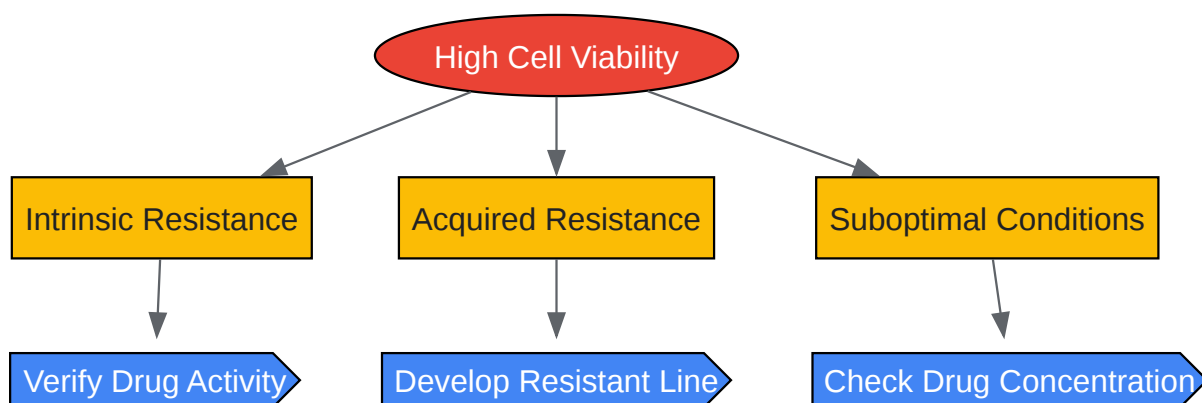 High Cell Viability
Intrinsic Resistance
Acquired Resistance
Suboptimal Conditions
Verify Drug Activity
Develop Resistant Line
Check Drug Concentration